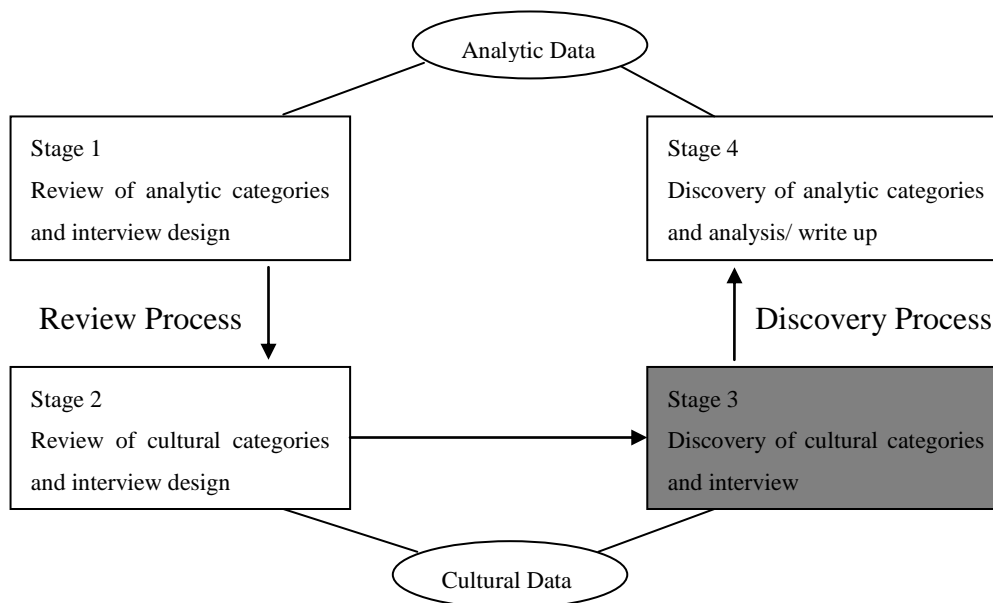 Analytic Data
Stage 1
Review of analytic categories
and interview design
Stage 4
Discovery of analytic categories
and analysis/ write up
Review Process
Discovery Process
Stage 2
Review of cultural categories
and interview design
Stage 3
Discovery of cultural categories
and interview
Cultural Data